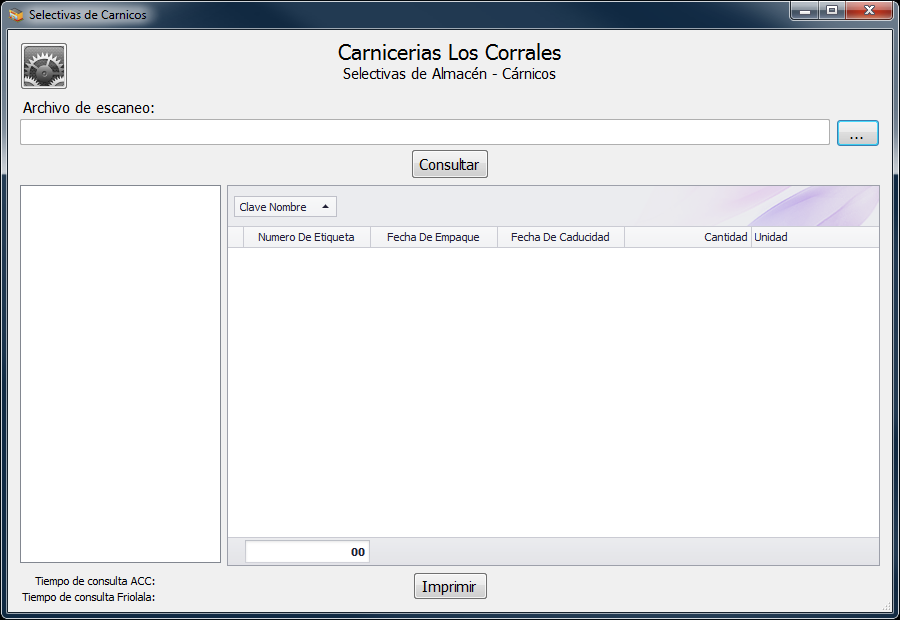 Selectivas de Carnicos
Carnicerias Los Corrales
Selectivas de Almacén - Cárnicos
Archivo de escaneo:
...
Consultar
Clave Nombre
Numero De Etiqueta Fecha De Empaque Fecha De Caducidad Cantidad Unidad
00
Tiempo de consulta ACC:
Tiempo de consulta Friolala:
Imprimir